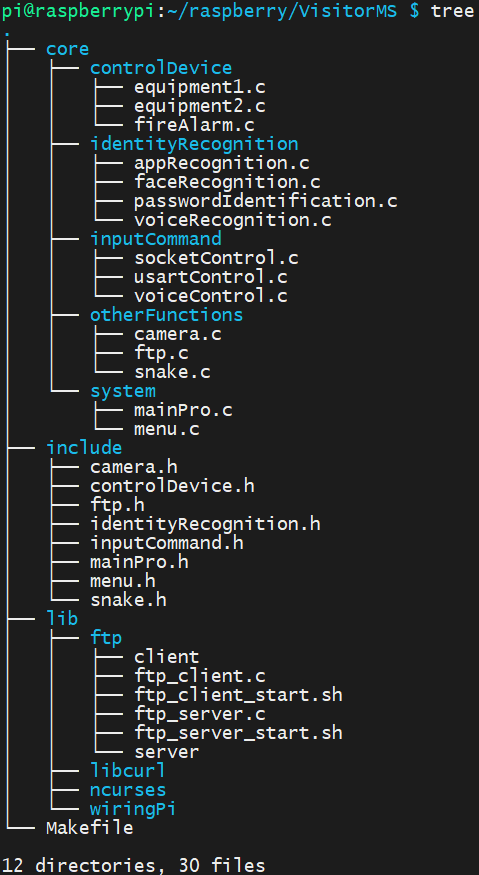 pi@raspberrypi:~/raspberry/VisitorMS $ tree
.
├── core
│   ├── controlDevice
│   │   ├── equipment1.c
│   │   ├── equipment2.c
│   │   └── fireAlarm.c
│   ├── identityRecognition
│   │   ├── appRecognition.c
│   │   ├── faceRecognition.c
│   │   ├── passwordIdentification.c
│   │   └── voiceRecognition.c
│   ├── inputCommand
│   │   ├── socketControl.c
│   │   ├── usartControl.c
│   │   └── voiceControl.c
│   ├── otherFunctions
│   │   ├── camera.c
│   │   ├── ftp.c
│   │   └── snake.c
│   └── system
│       ├── mainPro.c
│       └── menu.c
├── include
│   ├── camera.h
│   ├── controlDevice.h
│   ├── ftp.h
│   ├── identityRecognition.h
│   ├── inputCommand.h
│   ├── mainPro.h
│   ├── menu.h
│   └── snake.h
├── lib
│   ├── ftp
│   │   ├── client
│   │   ├── ftp_client.c
│   │   ├── ftp_client_start.sh
│   │   ├── ftp_server.c
│   │   ├── ftp_server_start.sh
│   │   └── server
│   ├── libcurl
│   ├── ncurses
│   └── wiringPi
└── Makefile

12 directories, 30 files